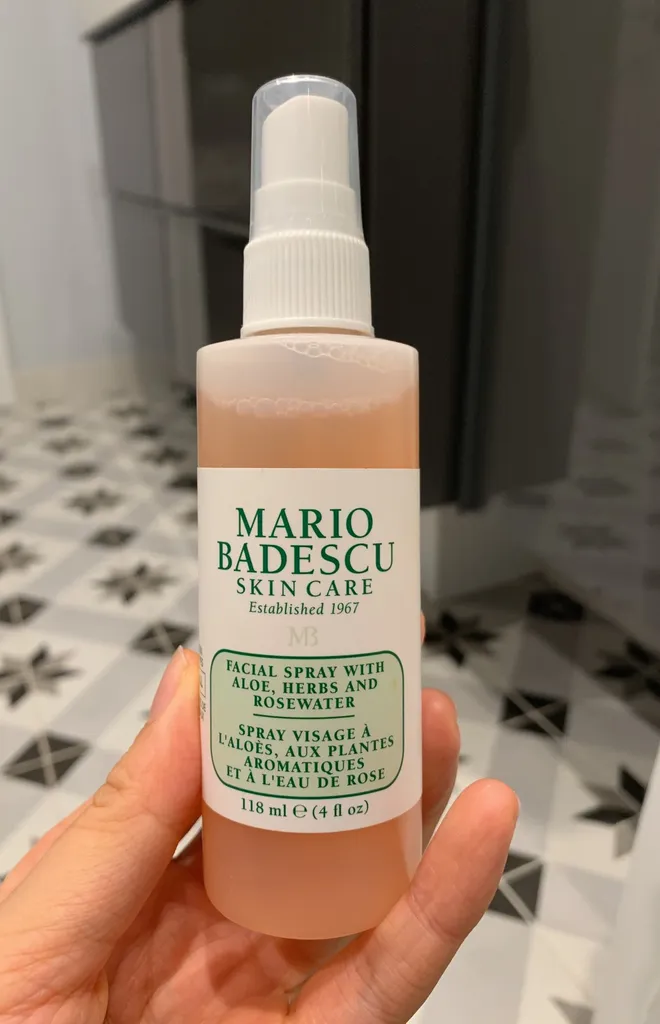 MARIO
BADESCU
SKIN CARE
Established 1967
MB
FACIAL SPRAY WITH
ALOE, HERBS AND
ROSEWATER
SPRAY VISAGE À
L'ALOÈS, AUX PLANTES
AROMATIQUES
ET À L'EAU DE ROSE
118 ml ℮ (4 fl oz)